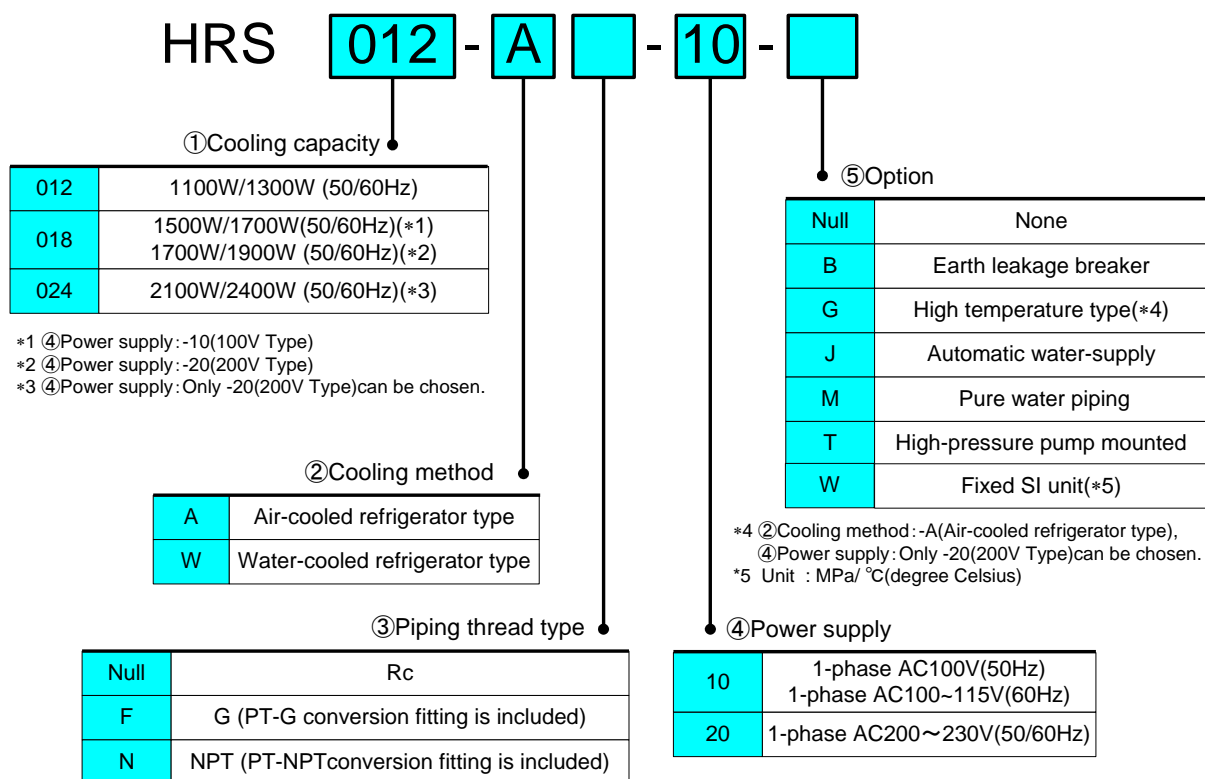 HRS 012 - A - 10 -
①Cooling capacity
012 1100W/1300W (50/60Hz)
018 1500W/1700W(50/60Hz)(*1)
1700W/1900W (50/60Hz)(*2)
024 2100W/2400W (50/60Hz)(*3)
*1 ④Power supply:-10(100V Type)
*2 ④Power supply:-20(200V Type)
*3 ④Power supply:Only -20(200V Type)can be chosen.
⑤Option
Null None
B Earth leakage breaker
G High temperature type(*4)
J Automatic water-supply
M Pure water piping
T High-pressure pump mounted
W Fixed SI unit(*5)
*4 ②Cooling method:-A(Air-cooled refrigerator type),
④Power supply:Only -20(200V Type)can be chosen.
*5 Unit : MPa/ ℃(degree Celsius)
②Cooling method
A Air-cooled refrigerator type
W Water-cooled refrigerator type
③Piping thread type
Null Rc
F G (PT-G conversion fitting is included)
N NPT (PT-NPTconversion fitting is included)
④Power supply
10 1-phase AC100V(50Hz)
1-phase AC100~115V(60Hz)
20 1-phase AC200～230V(50/60Hz)